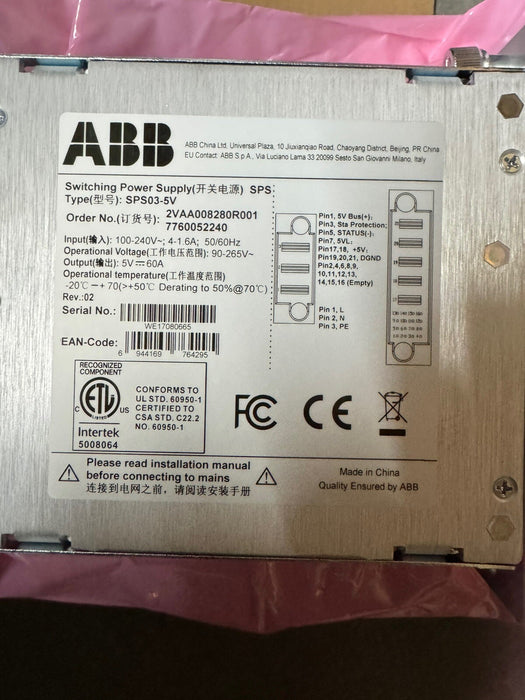 ABB
ABB China Ltd, Universal Plaza, 10 Jiuxianqiao Road, Chaoyang District, Beijing, PR China
EU Contact: ABB S.p.A., Via Luciano Lama 33 20099 Sesto San Giovanni Milano, Italy
Switching Power Supply(开关电源) SPS
Type(型号): SPS03-5V
Order No.(订货号): 2VAA008280R001
7760052240
Input(输入): 100-240V~; 4-1.6A; 50/60Hz
Operational Voltage(工作电压范围): 90-265V~
Output(输出): 5V⎓60A
Operational temperature(工作温度范围)
-20℃－+ 70(>+50℃ Derating to 50%@70℃)
Rev.:02
Serial No.:
WE17080665
EAN-Code:
6 944169 764295
Pin1, 5V Bus(+);
Pin3, Sta Protection;
Pin5, STATUS(-);
Pin7, 5VL;
Pin17,18, +5V;
Pin19,20,21, DGND
Pin2,4,6,8,9,
10,11,12,13,
14,15,16 (Empty)
Pin 1, L
Pin 2, N
Pin 3, PE
RECOGNIZED
COMPONENT
C ETL US
LISTED
Intertek
5008064
CONFORMS TO
UL STD. 60950-1
CERTIFIED TO
CSA STD. C22.2
NO. 60950-1
FC CE
Please read installation manual
before connecting to mains
连接到电网之前，请阅读安装手册
Made in China
Quality Ensured by ABB